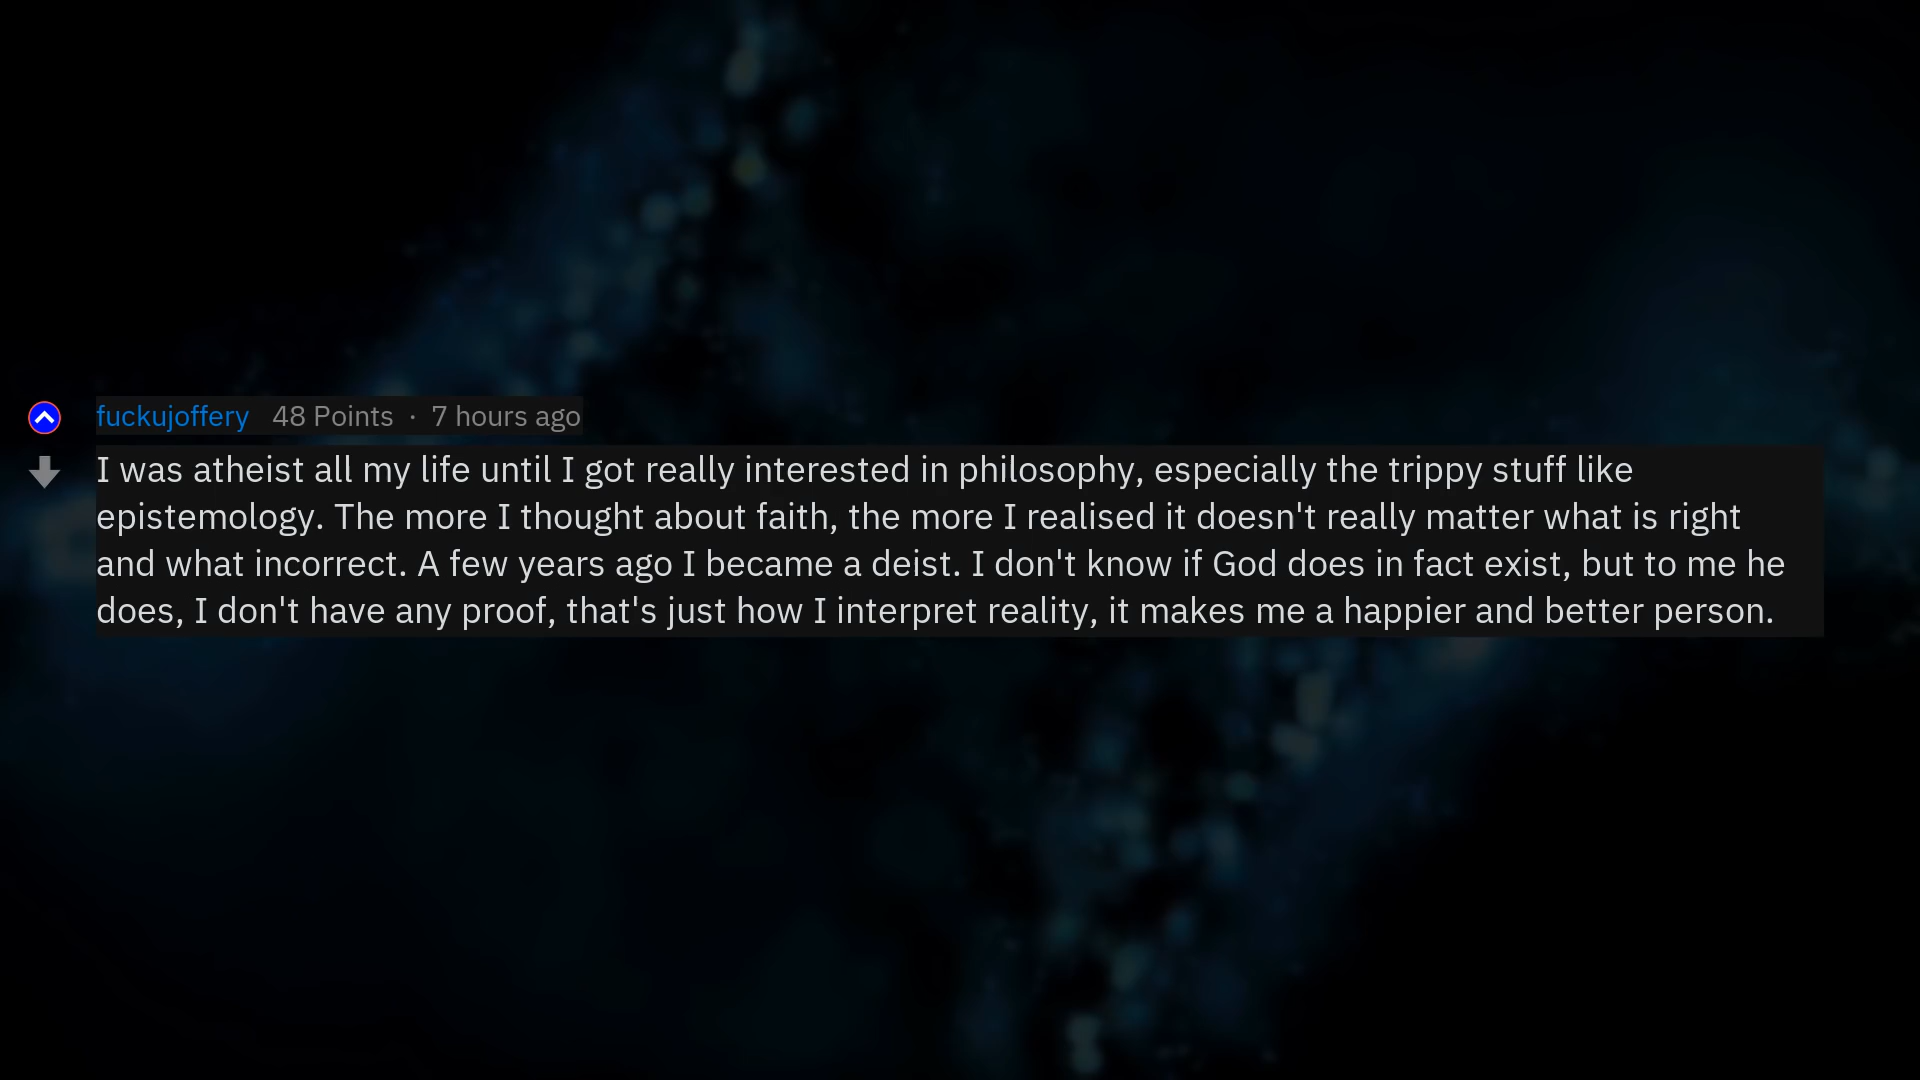 fuckujoffery 48 Points · 7 hours ago
I was atheist all my life until I got really interested in philosophy, especially the trippy stuff like
epistemology. The more I thought about faith, the more I realised it doesn't really matter what is right
and what incorrect. A few years ago I became a deist. I don't know if God does in fact exist, but to me he
does, I don't have any proof, that's just how I interpret reality, it makes me a happier and better person.